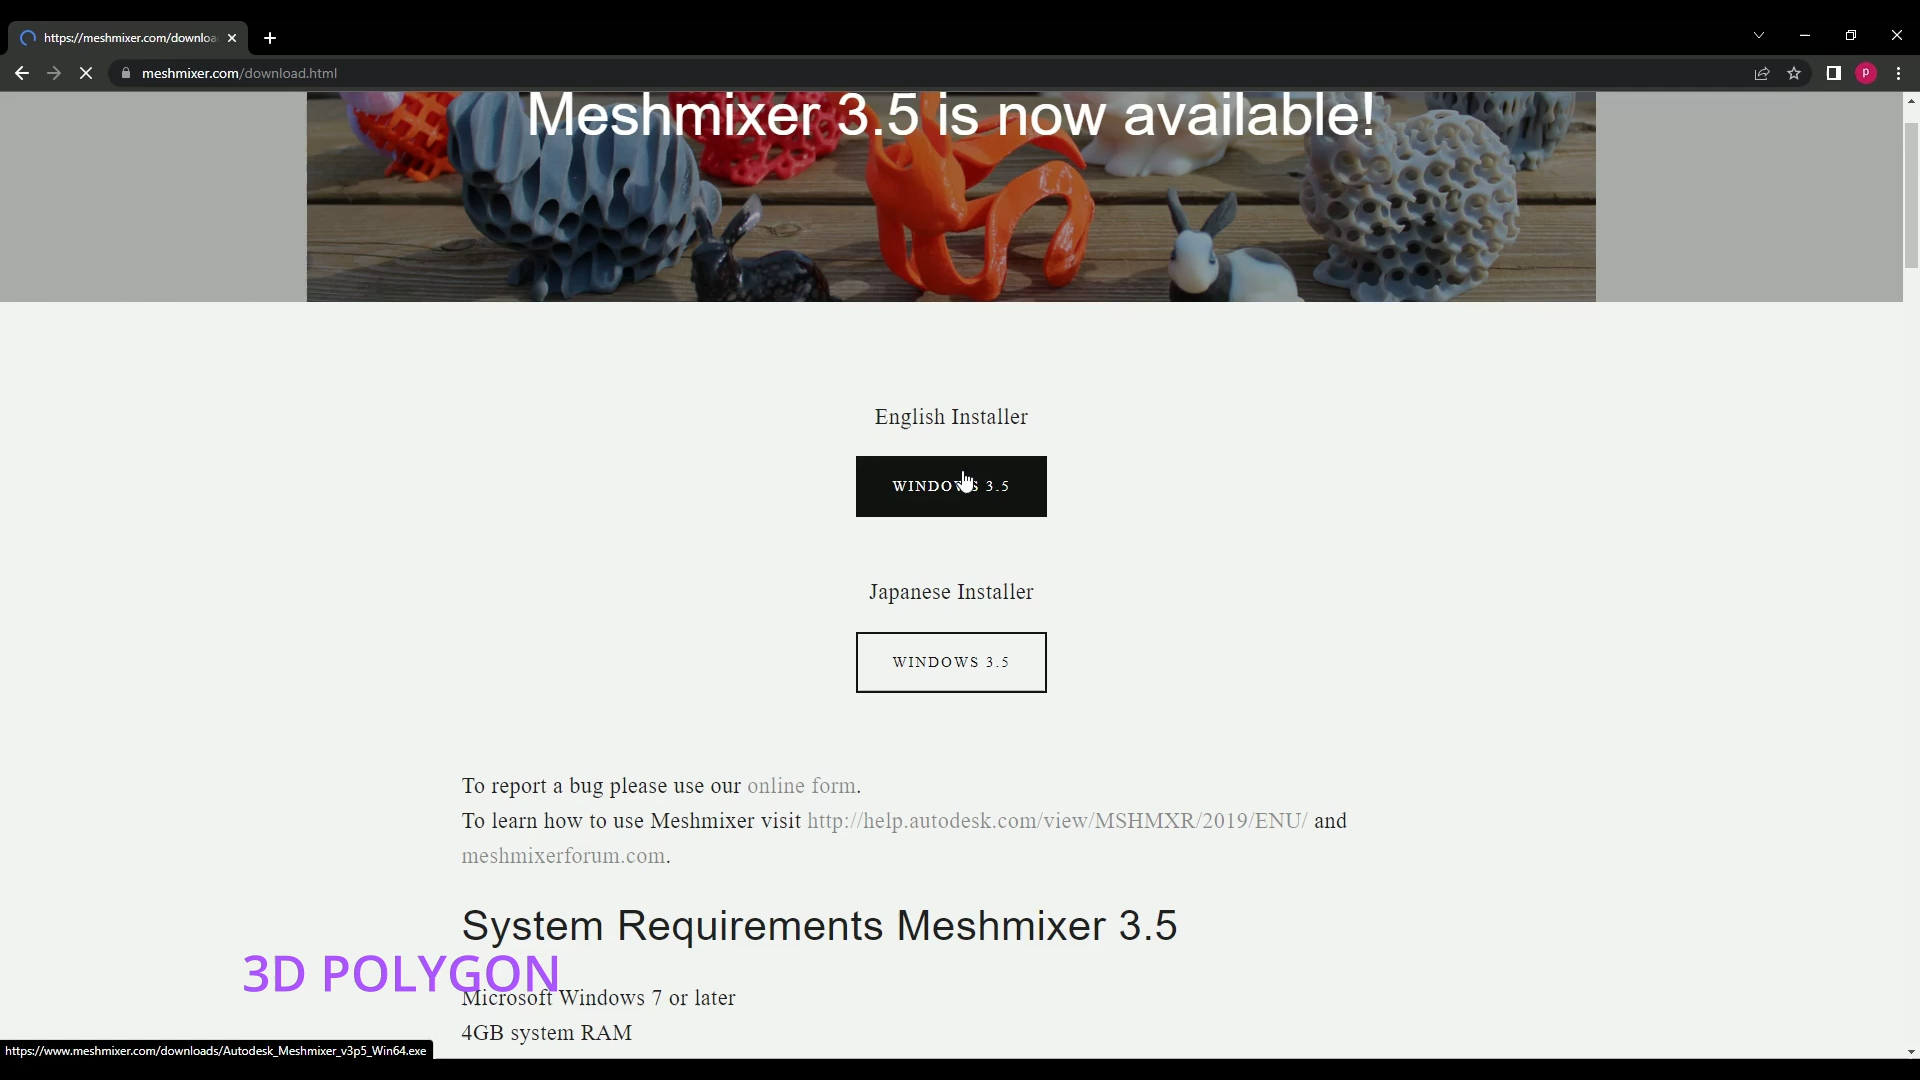 https://meshmixer.com/downloa
meshmixer.com/download.html
P
Meshmixer 3.5 is now available!
English Installer
WINDOWS 3.5
Japanese Installer
WINDOWS 3.5
To report a bug please use our online form.
To learn how to use Meshmixer visit http://help.autodesk.com/view/MSHMXR/2019/ENU/ and
meshmixerforum.com.
System Requirements Meshmixer 3.5
3D POLYGON
Microsoft Windows 7 or later
4GB system RAM
https://www.meshmixer.com/downloads/Autodesk_Meshmixer_v3p5_Win64.exe